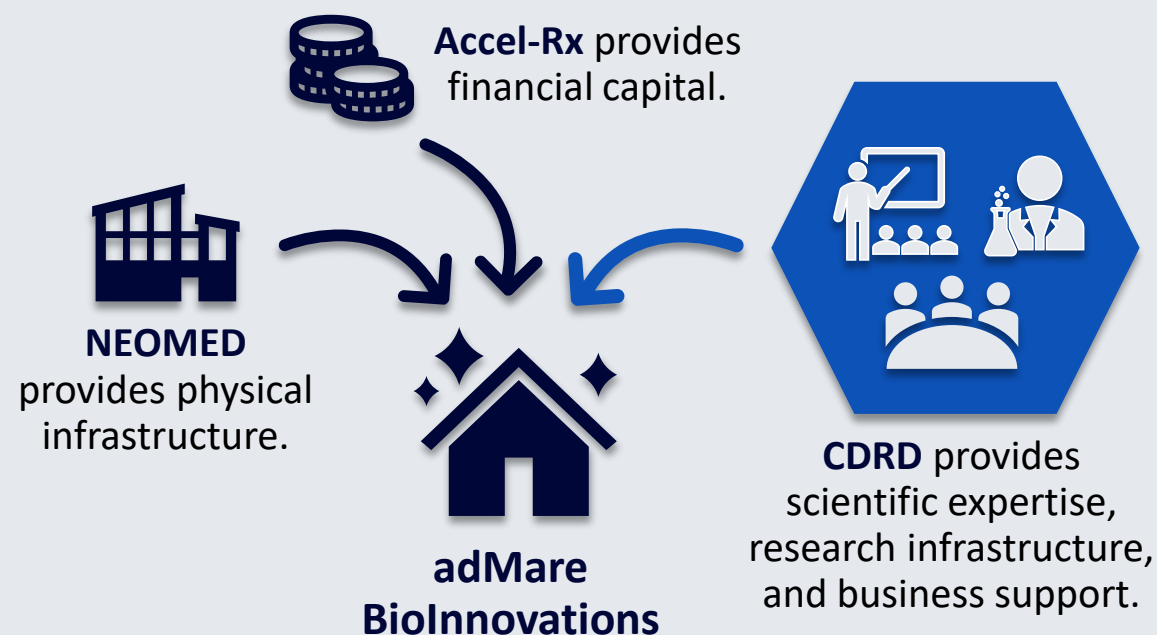 Accel-Rx provides
financial capital.
NEOMED
provides physical
infrastructure.
CDRD provides
scientific expertise,
research infrastructure,
and business support.
adMare
BioInnovations